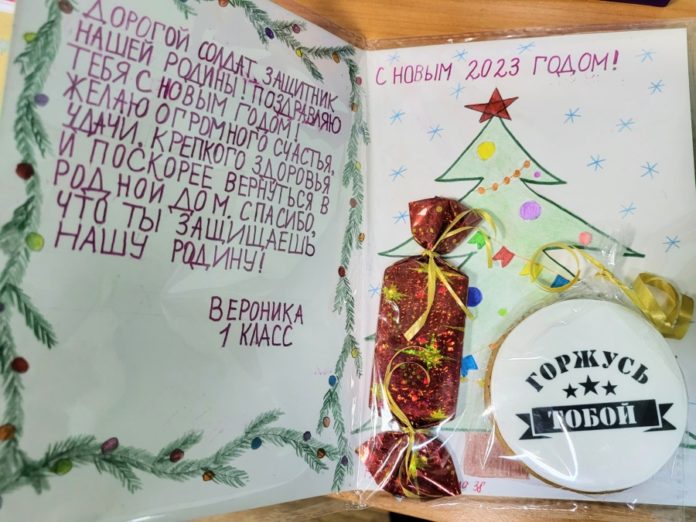 ДОРОГОЙ СОЛДАТ, ЗАЩИТНИК
НАШЕЙ РОДИНЫ! ПОЗДРАВЛЯЮ
ТЕБЯ С НОВЫМ ГОДОМ!
ЖЕЛАЮ ОГРОМНОГО СЧАСТЬЯ,
УДАЧИ, КРЕПКОГО ЗДОРОВЬЯ
И ПОСКОРЕЕ ВЕРНУТЬСЯ В
РОДНОЙ ДОМ. СПАСИБО,
ЧТО ТЫ ЗАЩИЩАЕШЬ
НАШУ РОДИНУ!
ВЕРОНИКА
1 КЛАСС
С НОВЫМ 2023 ГОДОМ!
ГОРЖУСЬ
ТОБОЙ